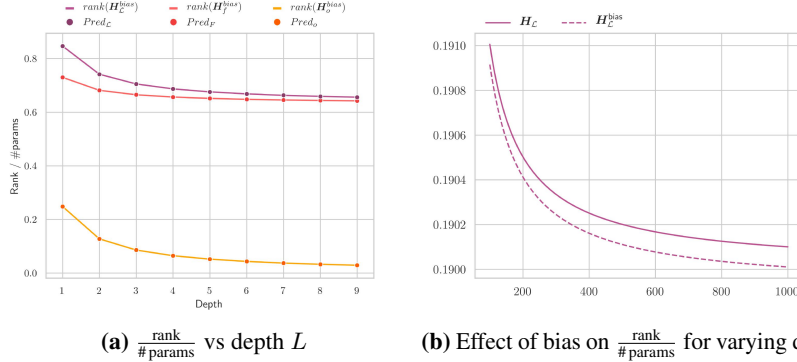 rank(H_ℒ^bias) rank(H_f^bias) rank(H_o^bias)
Pred_ℒ Pred_F Pred_o
Rank / #params
0.8
0.6
0.4
0.2
0.0
1 2 3 4 5 6 7 8 9
Depth
(a) rank/#params vs depth L
H_ℒ H_ℒ^bias
0.1910
0.1908
0.1906
0.1904
0.1902
0.1900
200 400 600 800 1000
(b) Effect of bias on rank/#params for varying